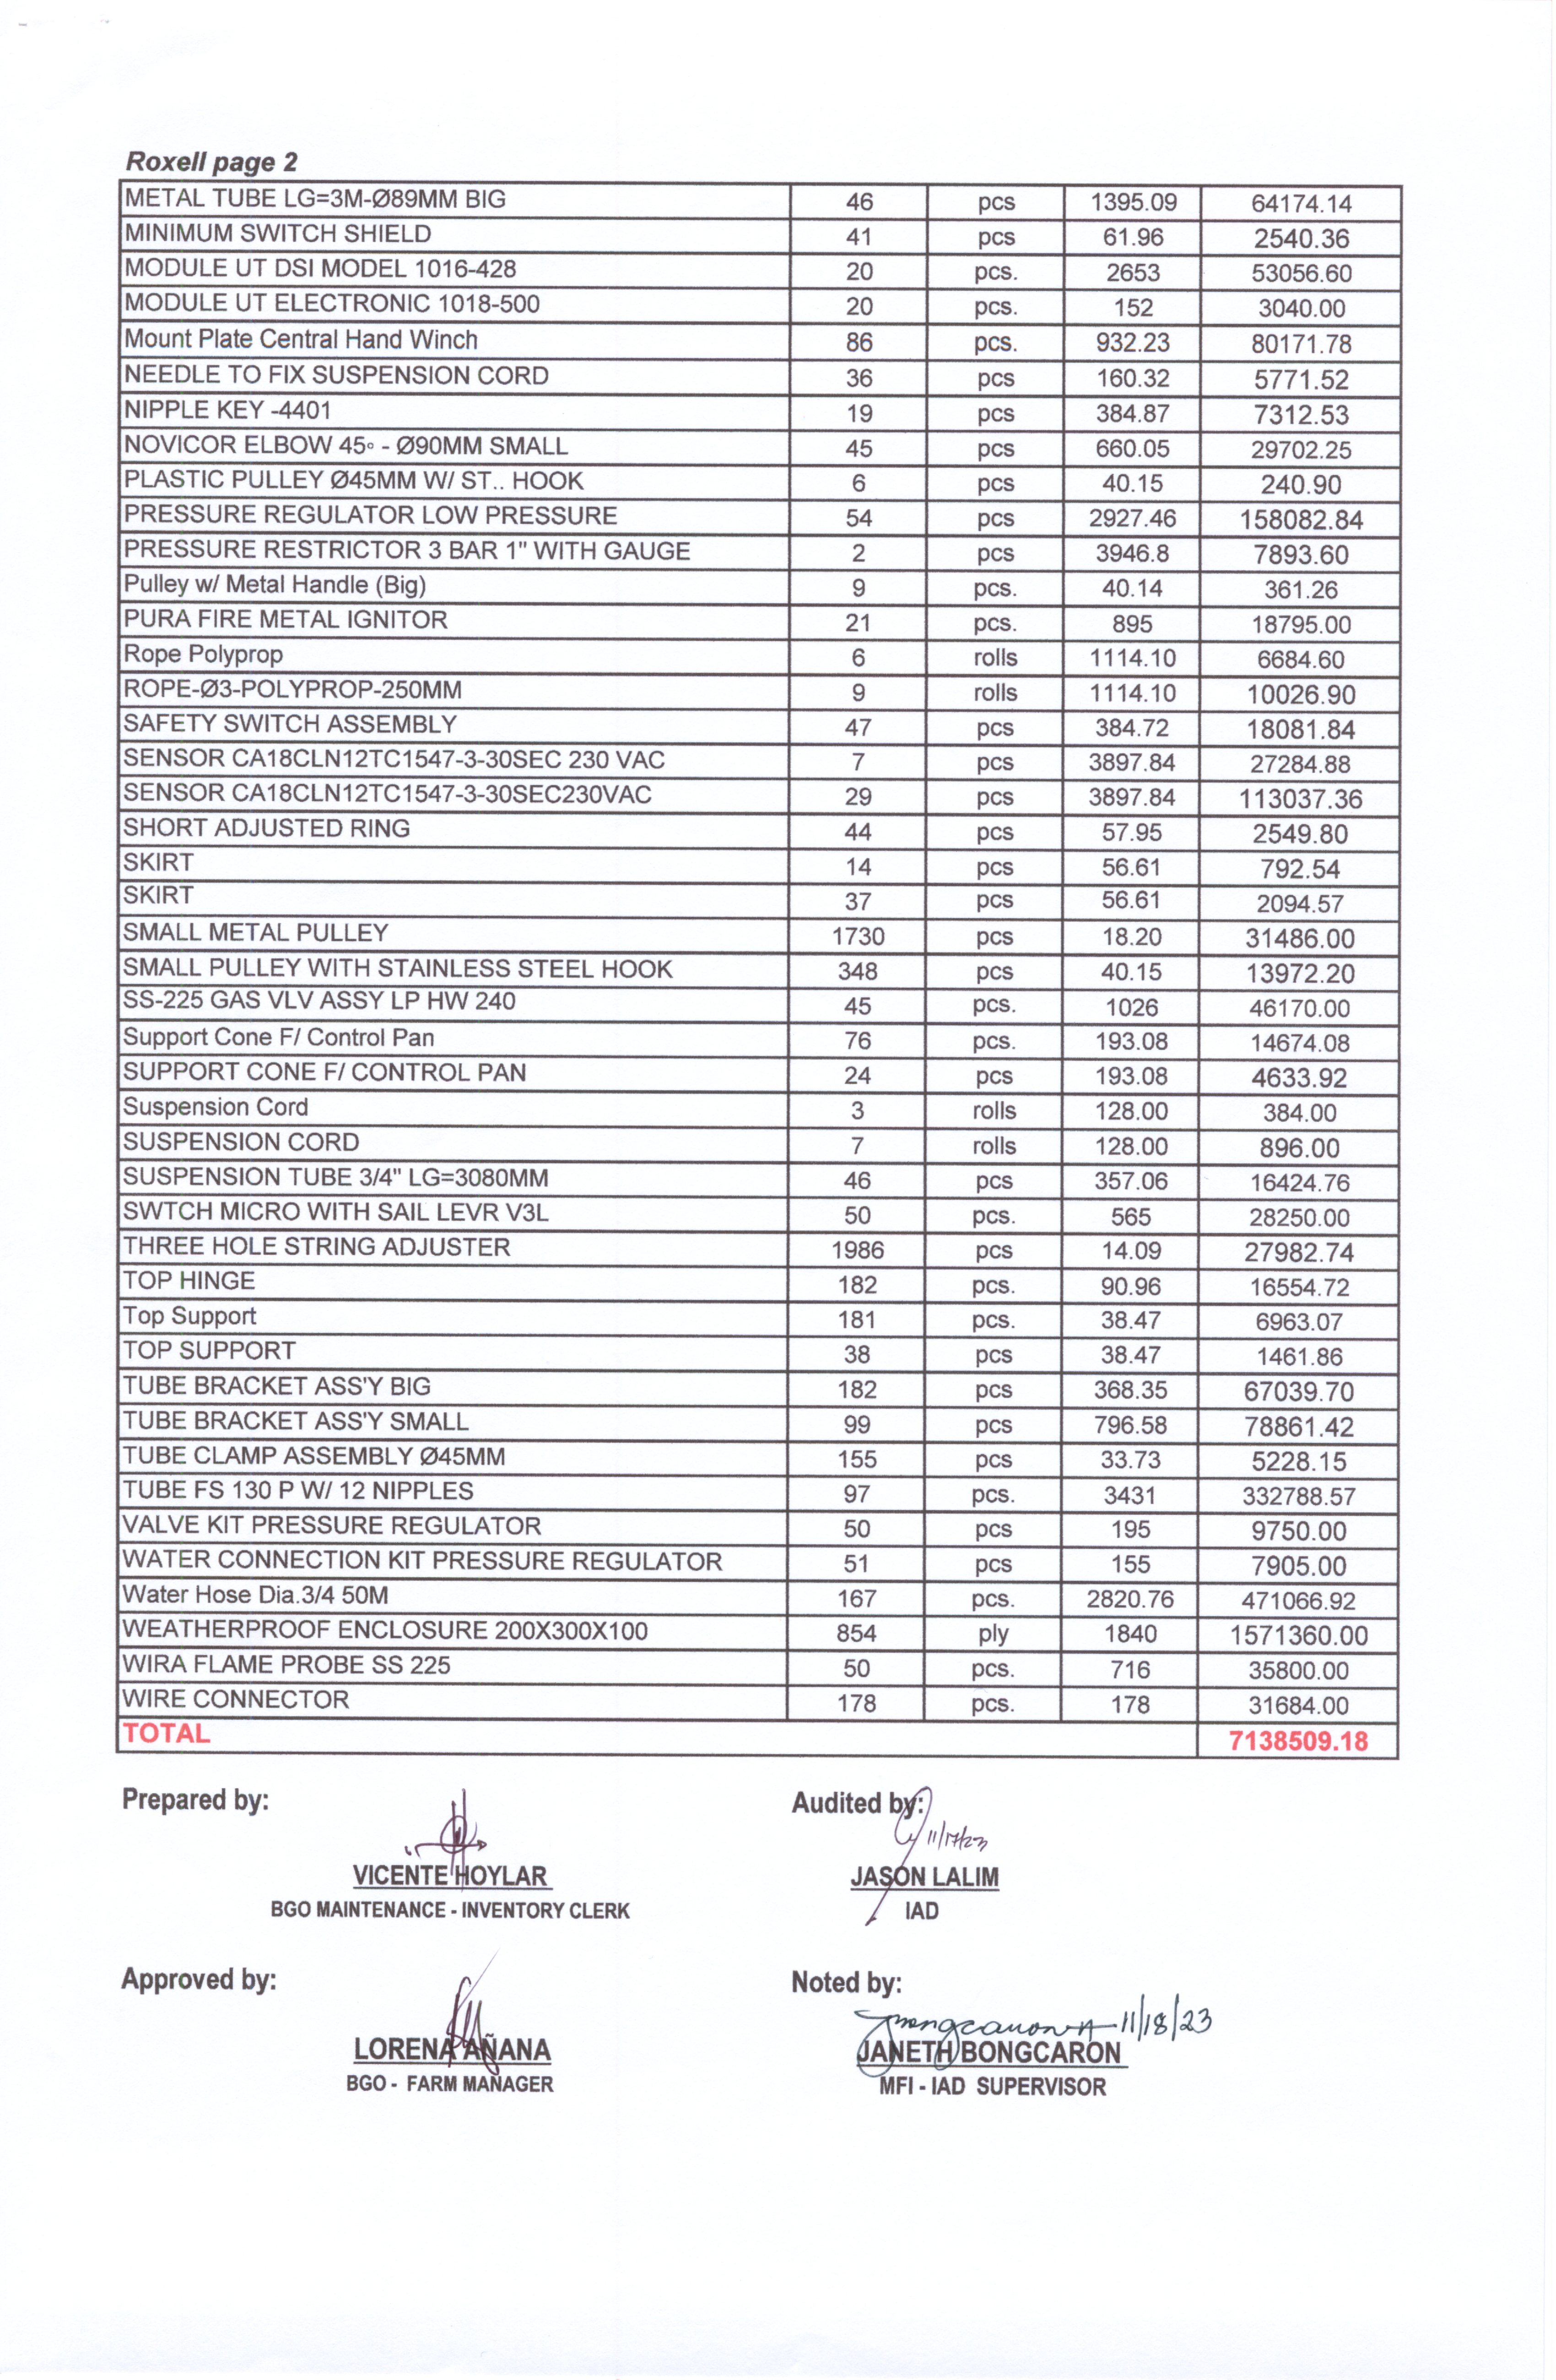 Roxell page 2
METAL TUBE LG=3M-Ø89MM BIG 46 pcs 1395.09 64174.14
MINIMUM SWITCH SHIELD 41 pcs 61.96 2540.36
MODULE UT DSI MODEL 1016-428 20 pcs. 2653 53056.60
MODULE UT ELECTRONIC 1018-500 20 pcs. 152 3040.00
Mount Plate Central Hand Winch 86 pcs. 932.23 80171.78
NEEDLE TO FIX SUSPENSION CORD 36 pcs 160.32 5771.52
NIPPLE KEY -4401 19 pcs 384.87 7312.53
NOVICOR ELBOW 45◦ - Ø90MM SMALL 45 pcs 660.05 29702.25
PLASTIC PULLEY Ø45MM W/ ST.. HOOK 6 pcs 40.15 240.90
PRESSURE REGULATOR LOW PRESSURE 54 pcs 2927.46 158082.84
PRESSURE RESTRICTOR 3 BAR 1" WITH GAUGE 2 pcs 3946.8 7893.60
Pulley w/ Metal Handle (Big) 9 pcs. 40.14 361.26
PURA FIRE METAL IGNITOR 21 pcs. 895 18795.00
Rope Polyprop 6 rolls 1114.10 6684.60
ROPE-Ø3-POLYPROP-250MM 9 rolls 1114.10 10026.90
SAFETY SWITCH ASSEMBLY 47 pcs 384.72 18081.84
SENSOR CA18CLN12TC1547-3-30SEC 230 VAC 7 pcs 3897.84 27284.88
SENSOR CA18CLN12TC1547-3-30SEC230VAC 29 pcs 3897.84 113037.36
SHORT ADJUSTED RING 44 pcs 57.95 2549.80
SKIRT 14 pcs 56.61 792.54
SKIRT 37 pcs 56.61 2094.57
SMALL METAL PULLEY 1730 pcs 18.20 31486.00
SMALL PULLEY WITH STAINLESS STEEL HOOK 348 pcs 40.15 13972.20
SS-225 GAS VLV ASSY LP HW 240 45 pcs. 1026 46170.00
Support Cone F/ Control Pan 76 pcs. 193.08 14674.08
SUPPORT CONE F/ CONTROL PAN 24 pcs 193.08 4633.92
Suspension Cord 3 rolls 128.00 384.00
SUSPENSION CORD 7 rolls 128.00 896.00
SUSPENSION TUBE 3/4" LG=3080MM 46 pcs 357.06 16424.76
SWTCH MICRO WITH SAIL LEVR V3L 50 pcs. 565 28250.00
THREE HOLE STRING ADJUSTER 1986 pcs 14.09 27982.74
TOP HINGE 182 pcs. 90.96 16554.72
Top Support 181 pcs. 38.47 6963.07
TOP SUPPORT 38 pcs 38.47 1461.86
TUBE BRACKET ASS'Y BIG 182 pcs 368.35 67039.70
TUBE BRACKET ASS'Y SMALL 99 pcs 796.58 78861.42
TUBE CLAMP ASSEMBLY Ø45MM 155 pcs 33.73 5228.15
TUBE FS 130 P W/ 12 NIPPLES 97 pcs. 3431 332788.57
VALVE KIT PRESSURE REGULATOR 50 pcs 195 9750.00
WATER CONNECTION KIT PRESSURE REGULATOR 51 pcs 155 7905.00
Water Hose Dia.3/4 50M 167 pcs. 2820.76 471066.92
WEATHERPROOF ENCLOSURE 200X300X100 854 ply 1840 1571360.00
WIRA FLAME PROBE SS 225 50 pcs. 716 35800.00
WIRE CONNECTOR 178 pcs. 178 31684.00
TOTAL 7138509.18
Prepared by: Audited by:
11/17/23
VICENTE HOYLAR JASON LALIM
BGO MAINTENANCE - INVENTORY CLERK IAD
Approved by: Noted by:
11/18/23
LORENA AÑANA JANETH BONGCARON
BGO - FARM MANAGER MFI - IAD SUPERVISOR